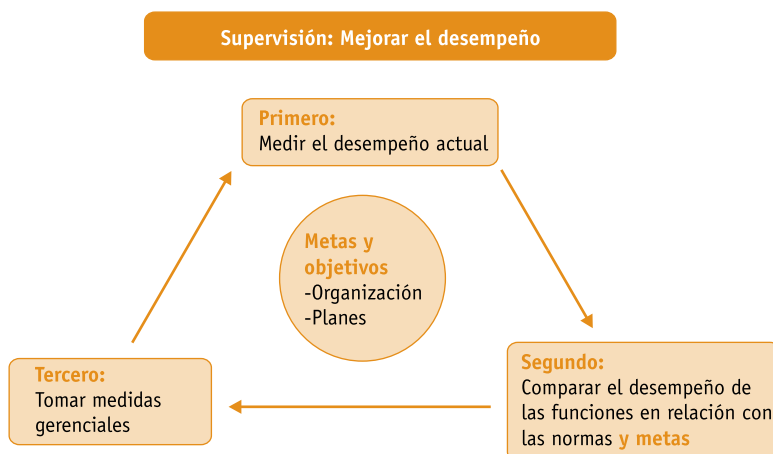 Supervisión: Mejorar el desempeño
Primero:
Medir el desempeño actual
Metas y
objetivos
-Organización
-Planes
Segundo:
Comparar el desempeño de
las funciones en relación con
las normas y metas
Tercero:
Tomar medidas
gerenciales